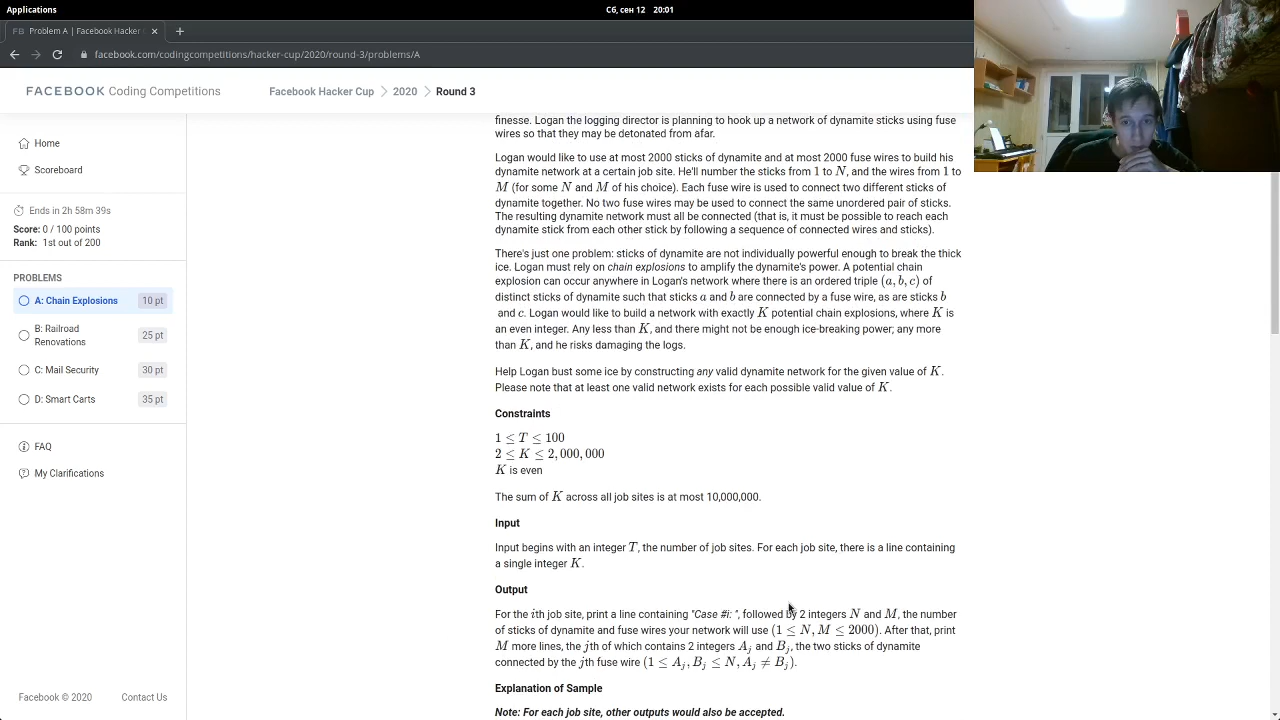 Applications
Сб, сен 12 20:01
FB Problem A | Facebook Hacker
facebook.com/codingcompetitions/hacker-cup/2020/round-3/problems/A
FACEBOOK Coding Competitions
Facebook Hacker Cup
2020
Round 3
Home
Scoreboard
Ends in 2h 58m 39s
Score: 0 / 100 points
Rank: 1st out of 200
PROBLEMS
A: Chain Explosions 10 pt
B: Railroad
Renovations 25 pt
C: Mail Security 30 pt
D: Smart Carts 35 pt
FAQ
My Clarifications
Facebook © 2020 Contact Us
finesse. Logan the logging director is planning to hook up a network of dynamite sticks using fuse
wires so that they may be detonated from afar.
Logan would like to use at most 2000 sticks of dynamite and at most 2000 fuse wires to build his
dynamite network at a certain job site. He'll number the sticks from 1 to N, and the wires from 1 to
M (for some N and M of his choice). Each fuse wire is used to connect two different sticks of
dynamite together. No two fuse wires may be used to connect the same unordered pair of sticks.
The resulting dynamite network must all be connected (that is, it must be possible to reach each
dynamite stick from each other stick by following a sequence of connected wires and sticks).
There's just one problem: sticks of dynamite are not individually powerful enough to break the thick
ice. Logan must rely on chain explosions to amplify the dynamite's power. A potential chain
explosion can occur anywhere in Logan's network where there is an ordered triple (a, b, c) of
distinct sticks of dynamite such that sticks a and b are connected by a fuse wire, as are sticks b
and c. Logan would like to build a network with exactly K potential chain explosions, where K is
an even integer. Any less than K, and there might not be enough ice-breaking power; any more
than K, and he risks damaging the logs.
Help Logan bust some ice by constructing any valid dynamite network for the given value of K.
Please note that at least one valid network exists for each possible valid value of K.
Constraints
1 ≤ T ≤ 100
2 ≤ K ≤ 2,000,000
K is even
The sum of K across all job sites is at most 10,000,000.
Input
Input begins with an integer T, the number of job sites. For each job site, there is a line containing
a single integer K.
Output
For the ith job site, print a line containing "Case #i: ", followed by 2 integers N and M, the number
of sticks of dynamite and fuse wires your network will use (1 ≤ N, M ≤ 2000). After that, print
M more lines, the jth of which contains 2 integers Aj and Bj, the two sticks of dynamite
connected by the jth fuse wire (1 ≤ Aj, Bj ≤ N, Aj ≠ Bj).
Explanation of Sample
Note: For each job site, other outputs would also be accepted.